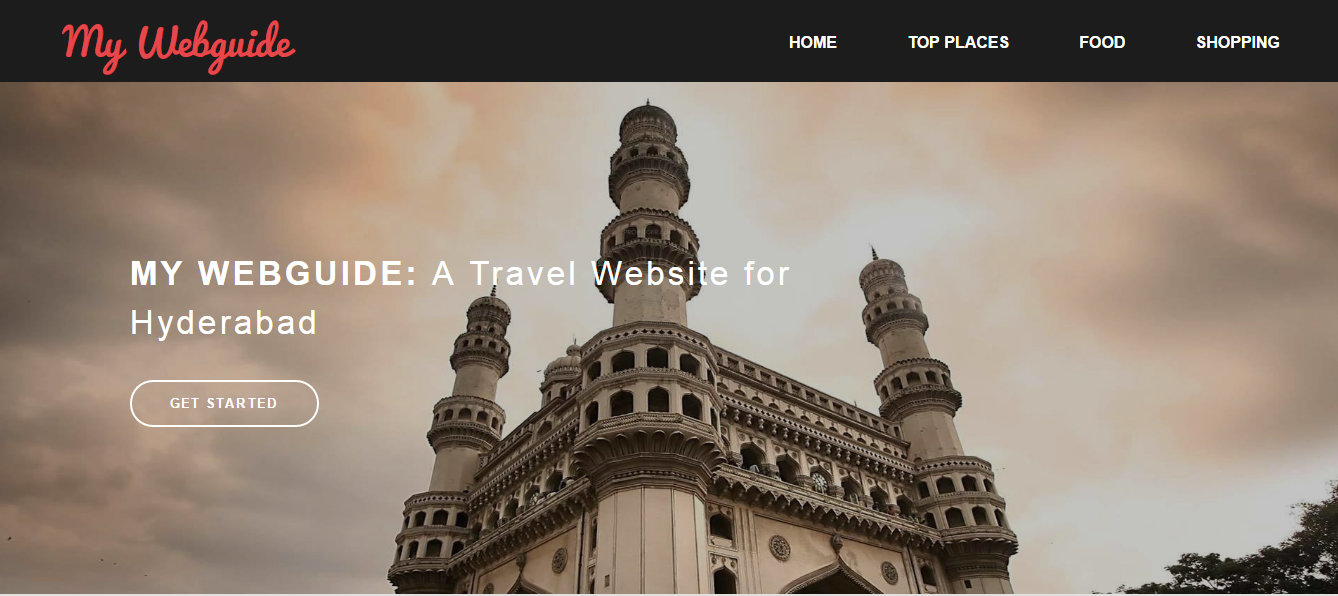 My Webguide
HOME TOP PLACES FOOD SHOPPING
MY WEBGUIDE: A Travel Website for
Hyderabad
GET STARTED